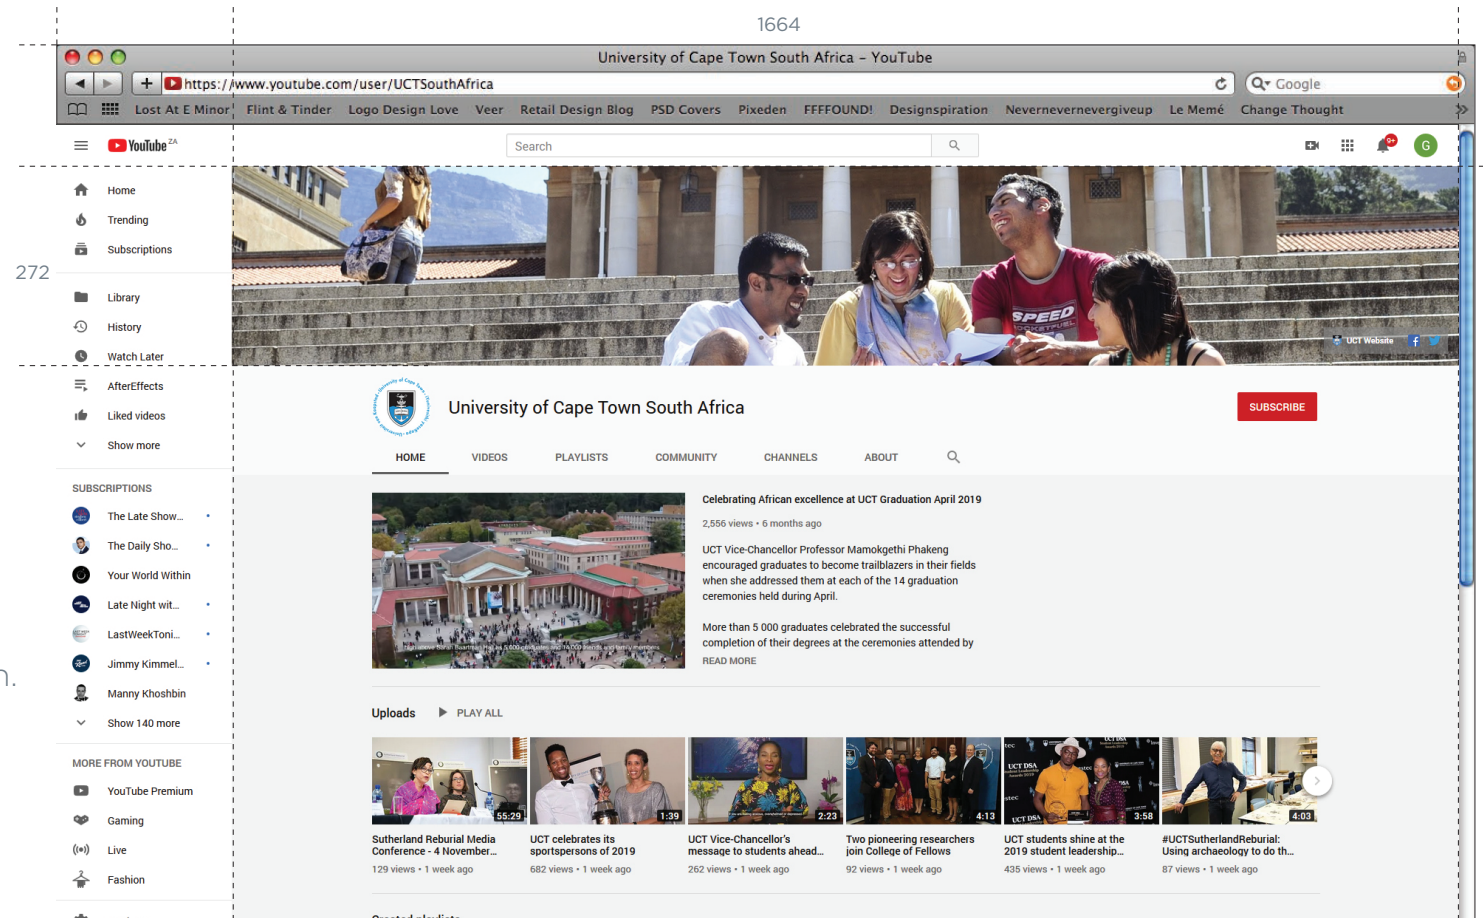 1664
University of Cape Town South Africa – YouTube
https://www.youtube.com/user/UCTSouthAfrica
Google
Lost At E Minor Flint & Tinder Logo Design Love Veer Retail Design Blog PSD Covers Pixeden FFFFOUND! Designspiration Nevernevernevergiveup Le Memé Change Thought
YouTube ZA
Search
9+
G
Home
Trending
Subscriptions
272
Library
History
Watch Later
AfterEffects
Liked videos
Show more
SUBSCRIPTIONS
The Late Show...
The Daily Sho...
Your World Within
Late Night wit...
LastWeekToni...
Jimmy Kimmel...
Manny Khoshbin
Show 140 more
n.
MORE FROM YOUTUBE
YouTube Premium
Gaming
Live
Fashion
SPEED
ROCKETFUEL
UCT Website
University of Cape Town South Africa
SUBSCRIBE
HOME VIDEOS PLAYLISTS COMMUNITY CHANNELS ABOUT
Celebrating African excellence at UCT Graduation April 2019
2,556 views • 6 months ago
UCT Vice-Chancellor Professor Mamokgethi Phakeng
encouraged graduates to become trailblazers in their fields
when she addressed them at each of the 14 graduation
ceremonies held during April.
More than 5 000 graduates celebrated the successful
completion of their degrees at the ceremonies attended by
READ MORE
Uploads PLAY ALL
55:29
1:39
2:23
4:13
UCT DSA
3:58
4:03
Sutherland Reburial Media
Conference - 4 November...
129 views • 1 week ago
UCT celebrates its
sportspersons of 2019
682 views • 1 week ago
UCT Vice-Chancellor's
message to students ahead...
262 views • 1 week ago
Two pioneering researchers
join College of Fellows
92 views • 1 week ago
UCT students shine at the
2019 student leadership...
435 views • 1 week ago
#UCTSutherlandReburial:
Using archaeology to do th...
87 views • 1 week ago
Created playlists